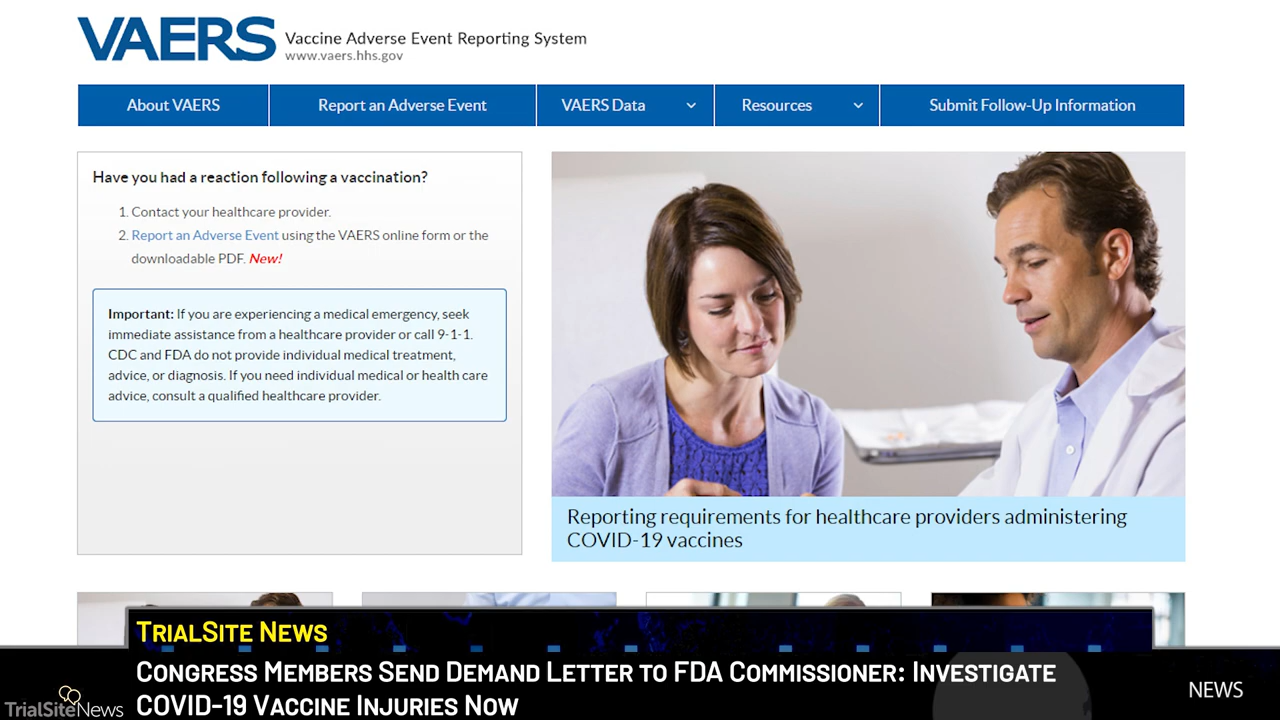 VAERS
Vaccine Adverse Event Reporting System
www.vaers.hhs.gov
About VAERS
Report an Adverse Event
VAERS Data
Resources
Submit Follow-Up Information
Have you had a reaction following a vaccination?
1. Contact your healthcare provider.
2. Report an Adverse Event using the VAERS online form or the
downloadable PDF. New!
Important: If you are experiencing a medical emergency, seek
immediate assistance from a healthcare provider or call 9-1-1.
CDC and FDA do not provide individual medical treatment,
advice, or diagnosis. If you need individual medical or health care
advice, consult a qualified healthcare provider.
Reporting requirements for healthcare providers administering
COVID-19 vaccines
TrialSite News
Congress Members Send Demand Letter to FDA Commissioner: Investigate
COVID-19 Vaccine Injuries Now
TrialSiteNews
NEWS